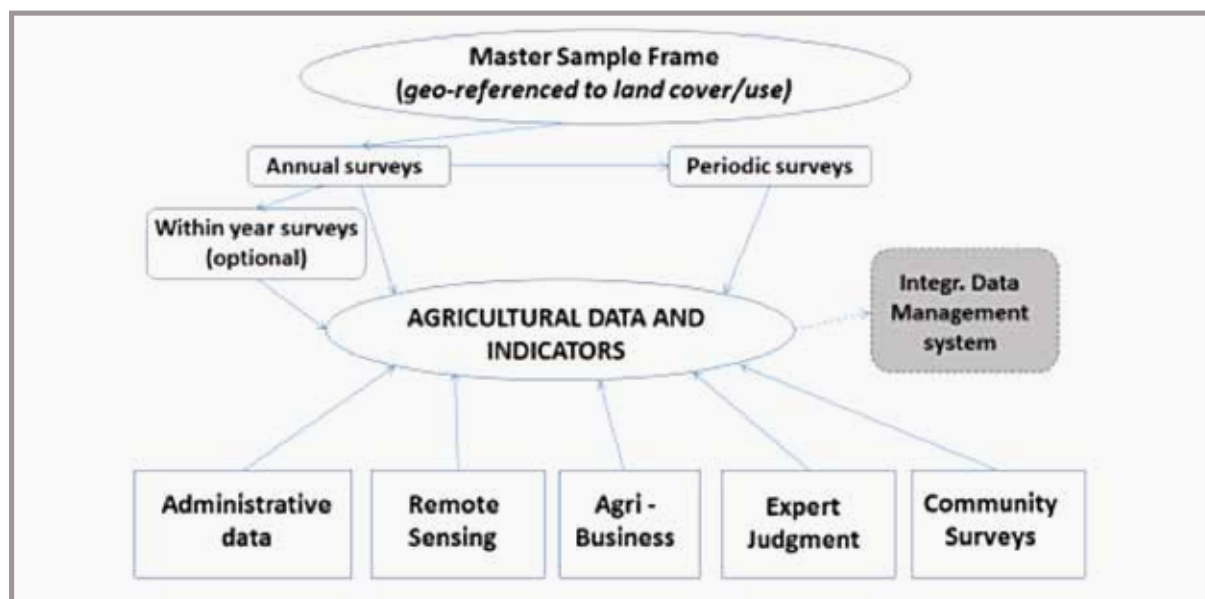 Master Sample Frame
(geo-referenced to land cover/use)
Annual surveys
Periodic surveys
Within year surveys
(optional)
Integr. Data
Management
system
AGRICULTURAL DATA AND
INDICATORS
Administrative
data
Remote
Sensing
Agri -
Business
Expert
Judgment
Community
Surveys